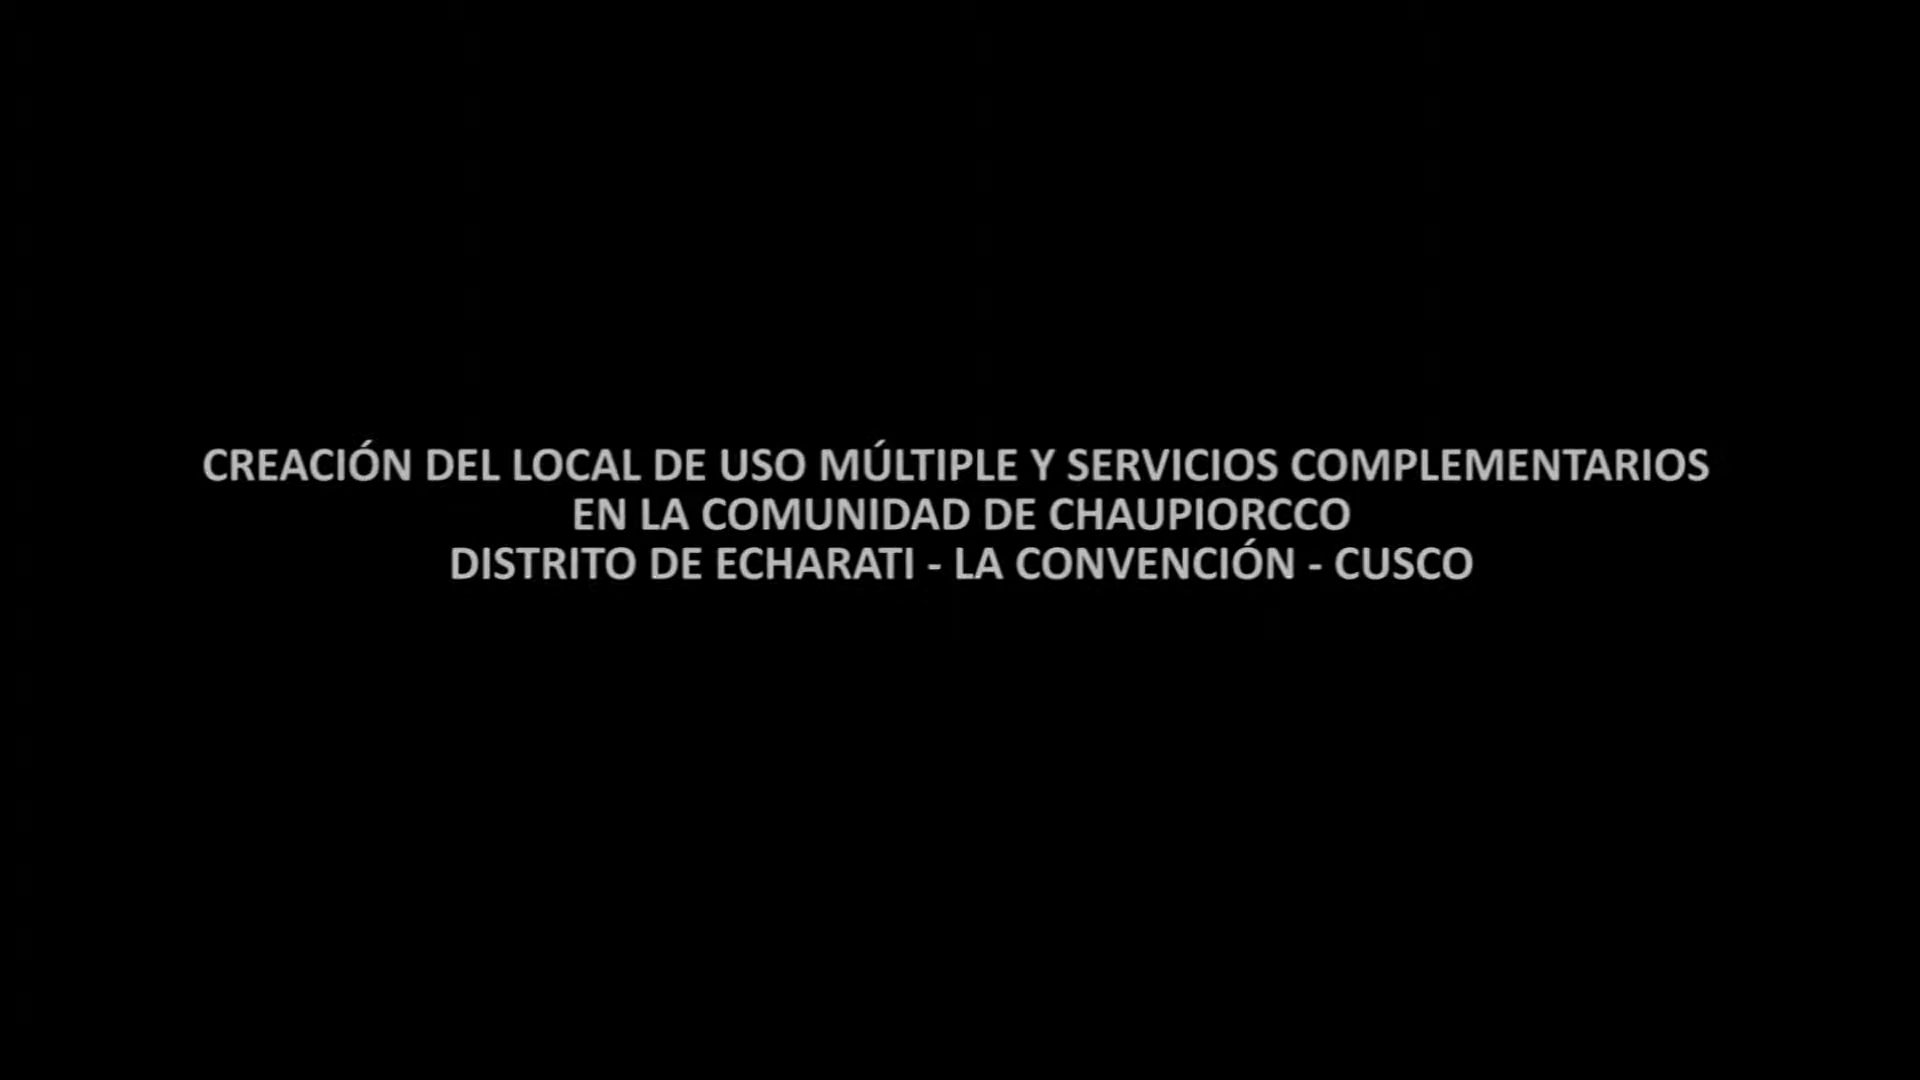 CREACIÓN DEL LOCAL DE USO MÚLTIPLE Y SERVICIOS COMPLEMENTARIOS
EN LA COMUNIDAD DE CHAUPIORCCO
DISTRITO DE ECHARATI - LA CONVENCIÓN - CUSCO